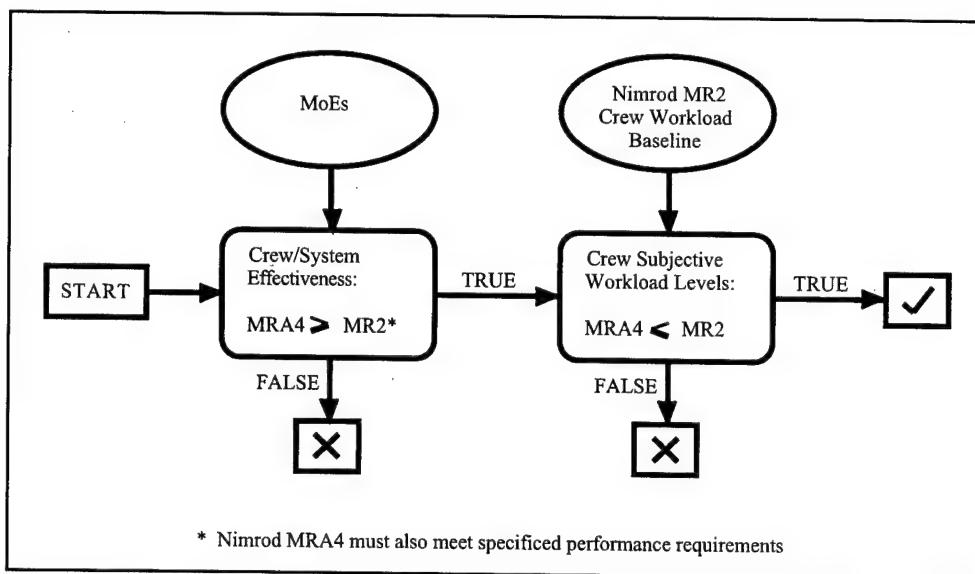 MoEs
Nimrod MR2
Crew Workload
Baseline
START
Crew/System
Effectiveness:
MRA4 ⩾ MR2*
TRUE
Crew Subjective
Workload Levels:
MRA4 ⩽ MR2
TRUE
FALSE
FALSE
* Nimrod MRA4 must also meet specificed performance requirements